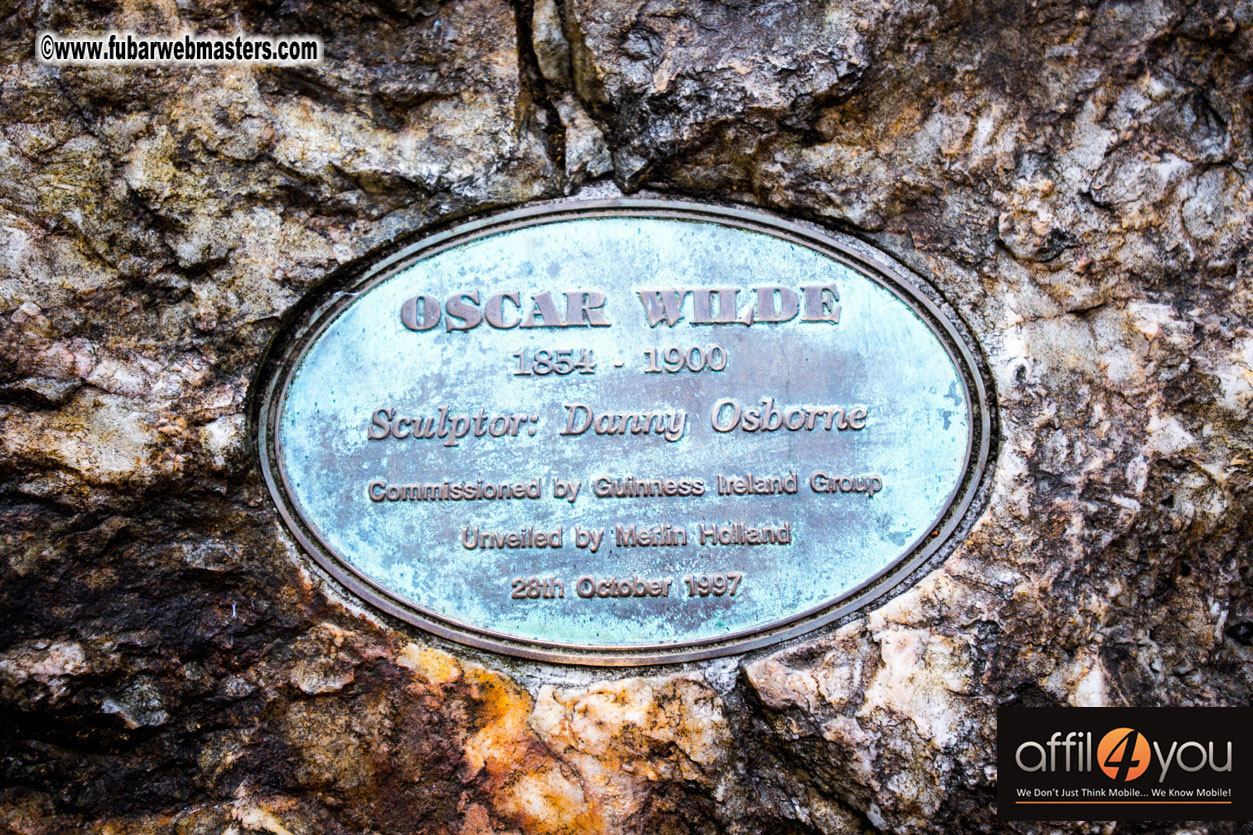 ©www.fubarwebmasters.com
OSCAR WILDE
1854 - 1900
Sculptor: Danny Osborne
Commissioned by Guinness Ireland Group
Unveiled by Merlin Holland
28th October 1997
affil4you
We Don't Just Think Mobile... We Know Mobile!